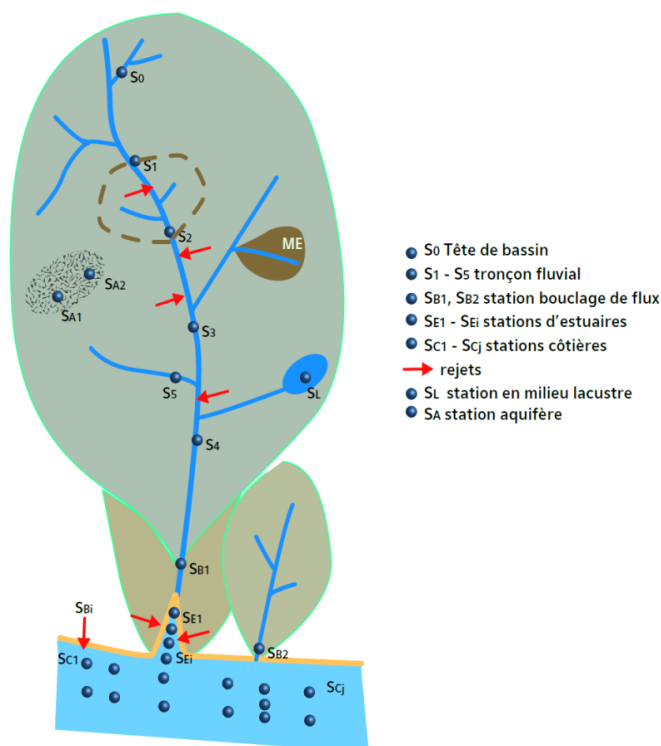 S0
S1
S2
ME
SA2
SA1
S3
S5
SL
S4
SB1
SBi
SE1
SEi
SB2
SC1
SCj
S0 Tête de bassin
S1 - S5 tronçon fluvial
SB1, SB2 station bouclage de flux
SE1 - SEi stations d'estuaires
SC1 - SCj stations côtières
rejets
SL station en milieu lacustre
SA station aquifère